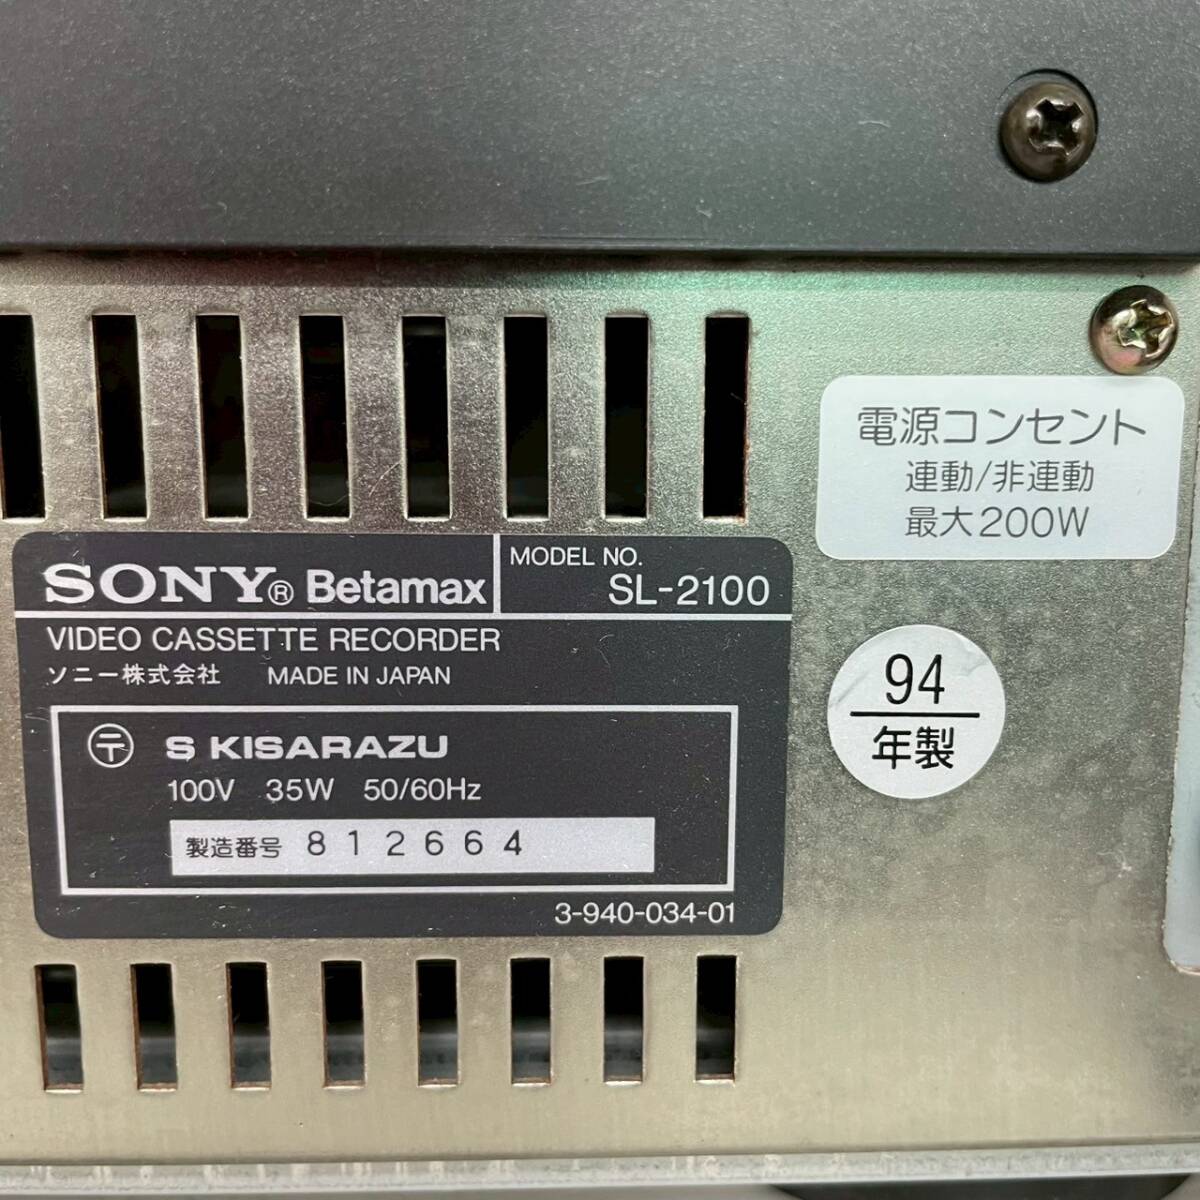 電源コンセント
連動/非連動
最大200W
SONY® Betamax
MODEL NO.
SL-2100
VIDEO CASSETTE RECORDER
ソニー株式会社 MADE IN JAPAN
〒 S KISARAZU
100V 35W 50/60Hz
製造番号 812664
3-940-034-01
94
年製